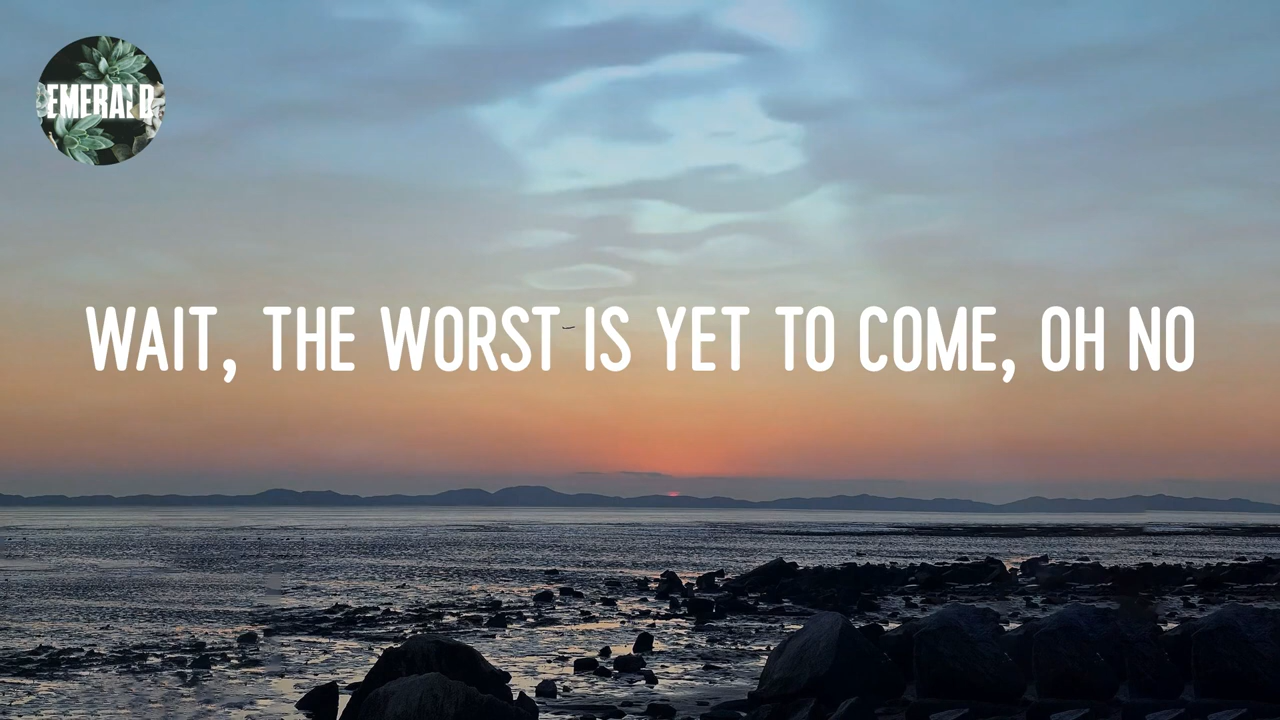 EMERALD
WAIT, THE WORST IS YET TO COME, OH NO